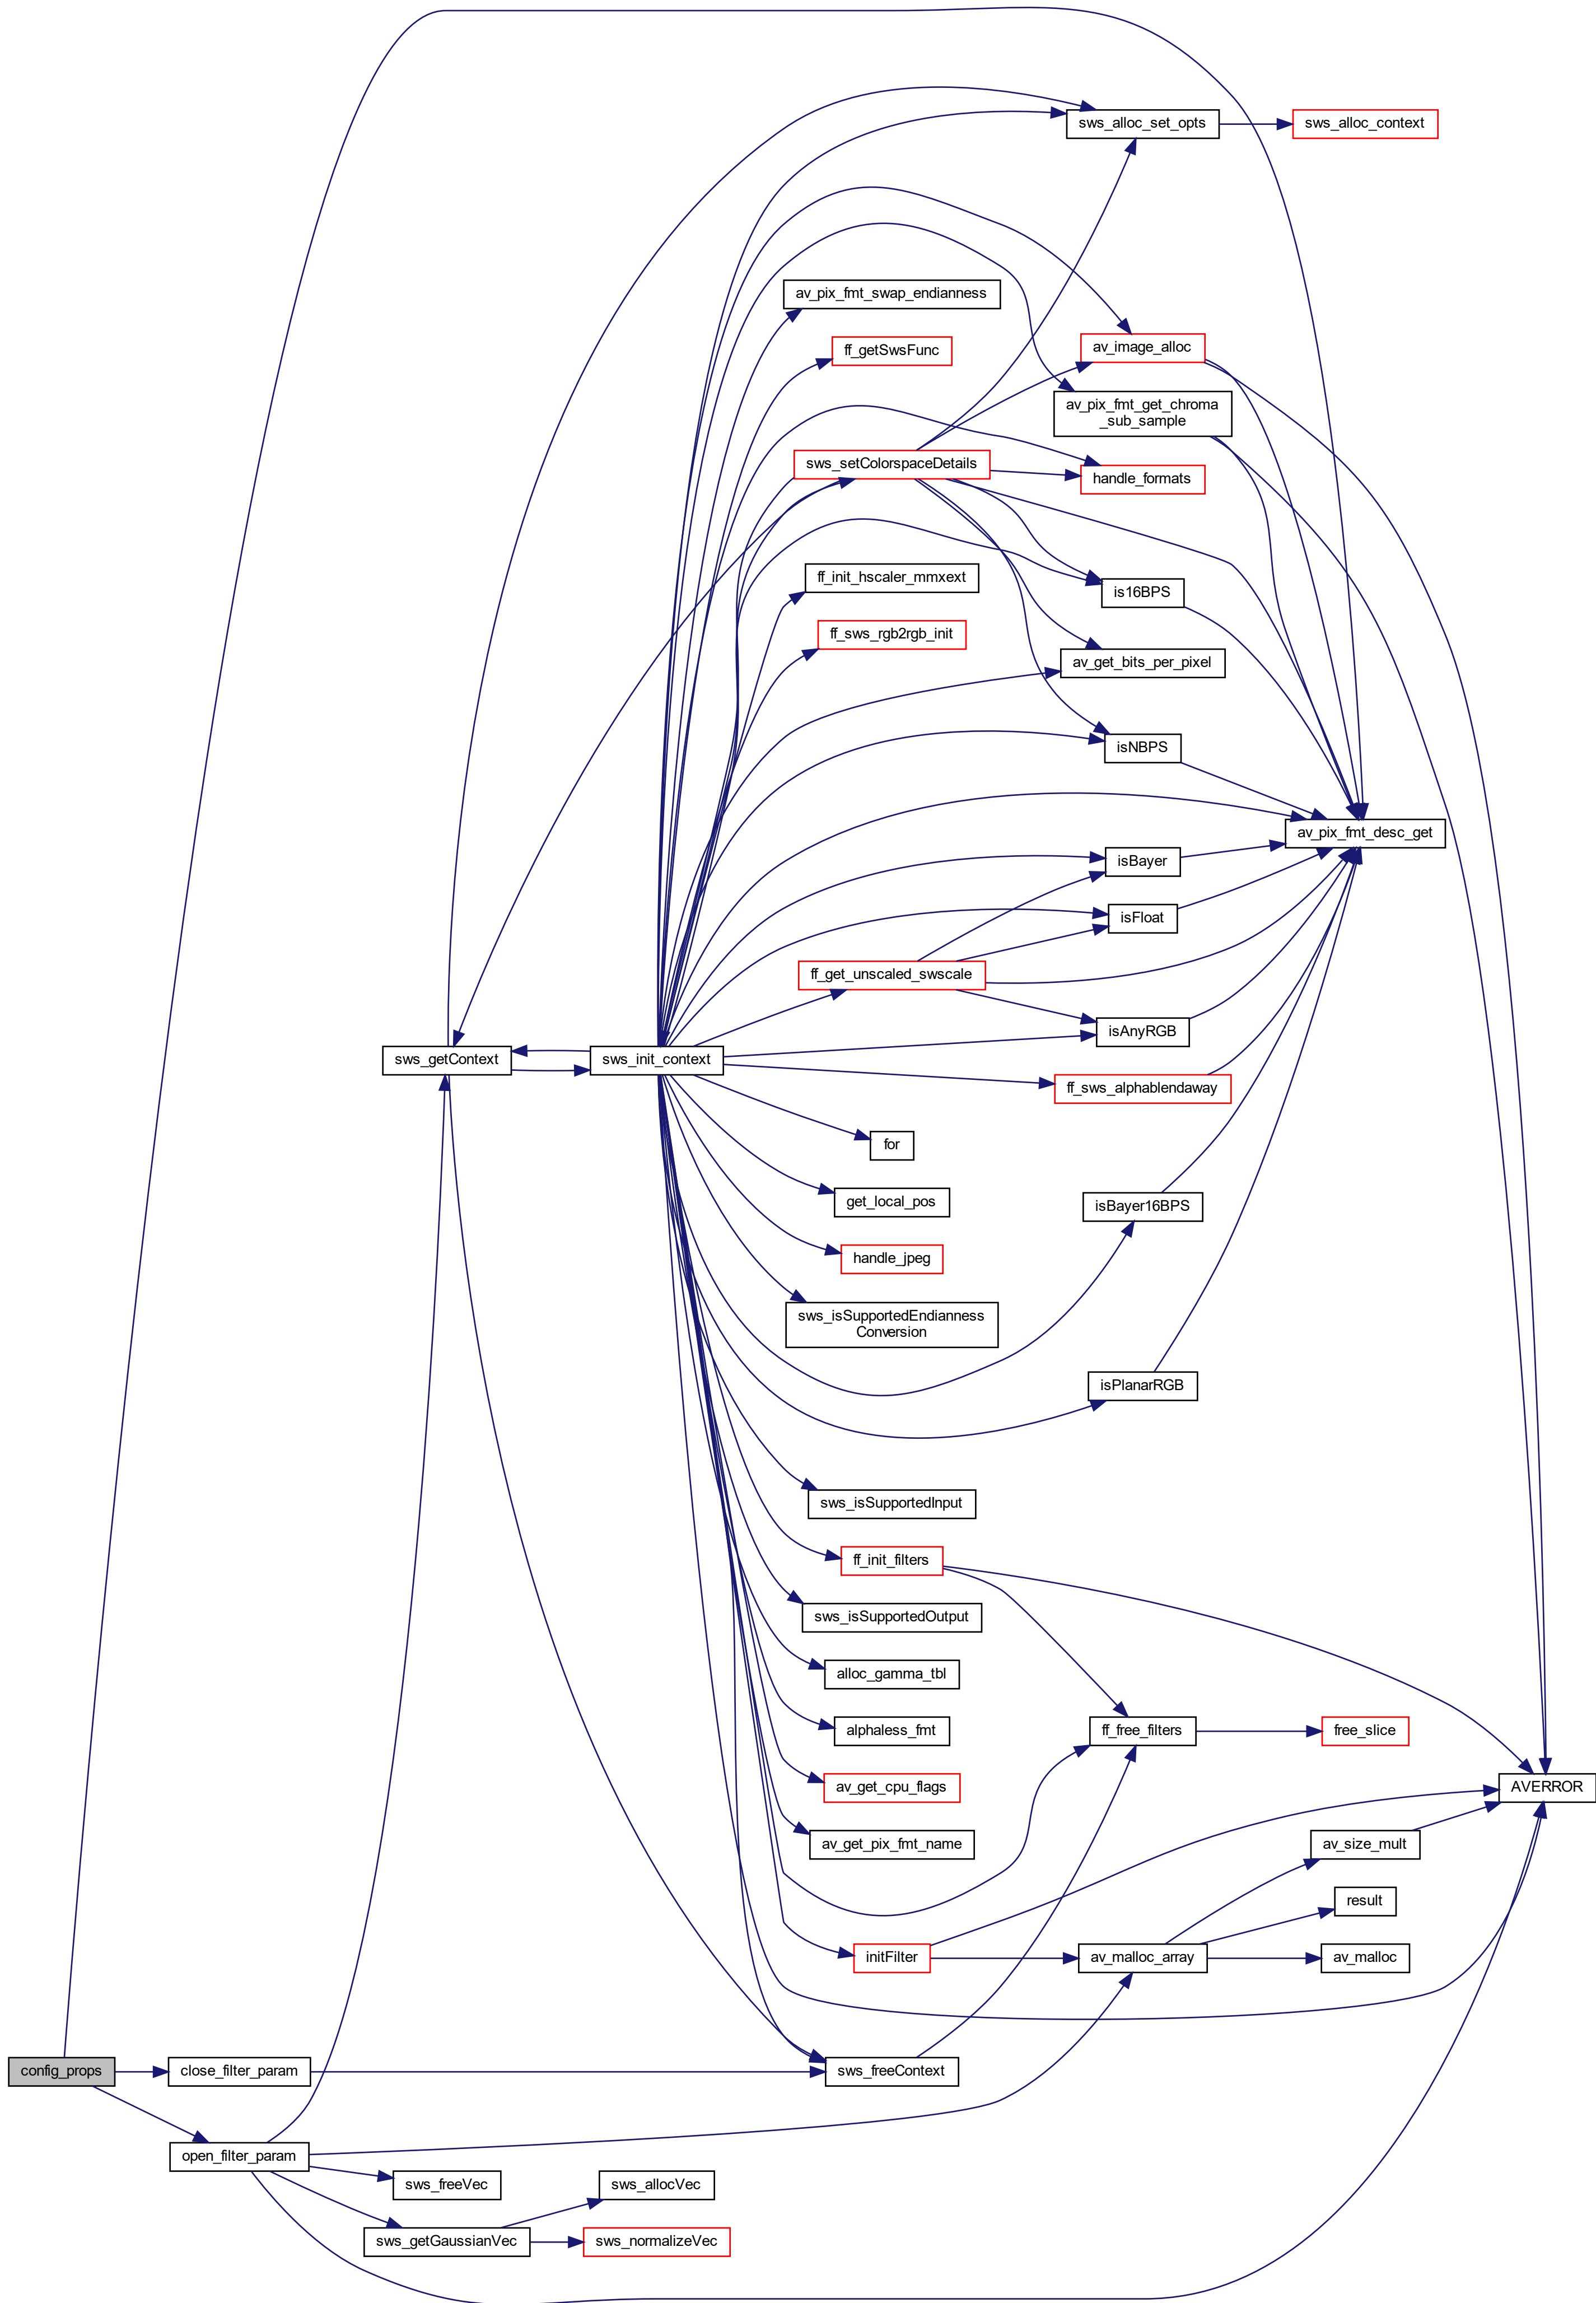 sws_alloc_set_opts
sws_alloc_context
av_pix_fmt_swap_endianness
ff_getSwsFunc
av_image_alloc
av_pix_fmt_get_chroma
_sub_sample
sws_setColorspaceDetails
handle_formats
ff_init_hscaler_mmxext
is16BPS
ff_sws_rgb2rgb_init
av_get_bits_per_pixel
isNBPS
av_pix_fmt_desc_get
isBayer
isFloat
ff_get_unscaled_swscale
isAnyRGB
sws_getContext
sws_init_context
ff_sws_alphablendaway
for
get_local_pos
isBayer16BPS
handle_jpeg
sws_isSupportedEndianness
Conversion
isPlanarRGB
sws_isSupportedInput
ff_init_filters
sws_isSupportedOutput
alloc_gamma_tbl
alphaless_fmt
ff_free_filters
free_slice
av_get_cpu_flags
AVERROR
av_get_pix_fmt_name
av_size_mult
result
initFilter
av_malloc_array
av_malloc
config_props
close_filter_param
sws_freeContext
open_filter_param
sws_freeVec
sws_allocVec
sws_getGaussianVec
sws_normalizeVec